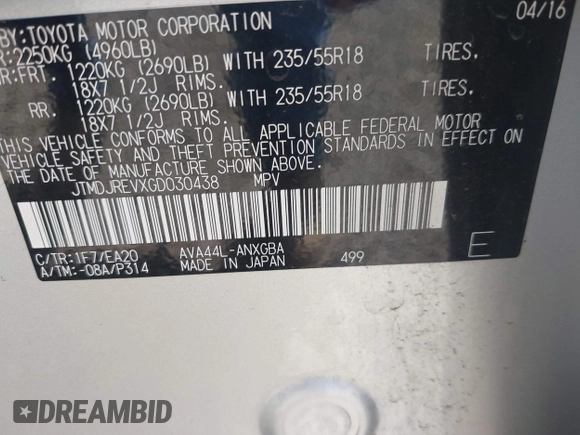 BY:TOYOTA MOTOR CORPORATION 04/16
R:2250KG (4960LB)
R:FRT. 1220KG (2690LB) WITH 235/55R18 TIRES.
18X7 1/2J RIMS.
RR. 1220KG (2690LB) WITH 235/55R18 TIRES.
18X7 1/2J RIMS.
THIS VEHICLE CONFORMS TO ALL APPLICABLE FEDERAL MOTOR
VEHICLE SAFETY AND THEFT PREVENTION STANDARDS IN EFFECT ON
THE DATE OF MANUFACTURE SHOWN ABOVE.
JTMDJREVXGD030438 MPV
C/TR:1F7/EA20 AVA44L-ANXGBA
A/TM:-08A/P314 MADE IN JAPAN 499 E
DREAMBID